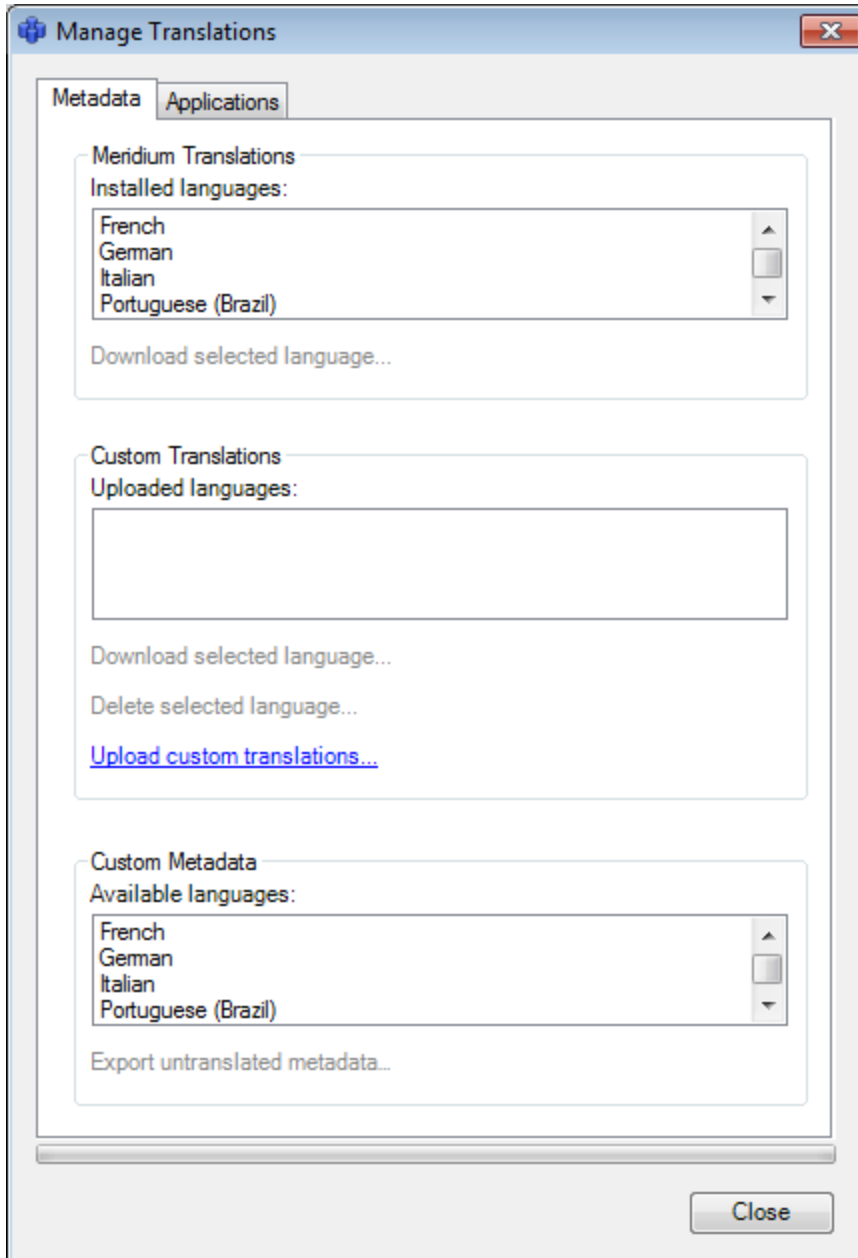 Manage Translations
Metadata
Applications
Meridium Translations
Installed languages:
French
German
Italian
Portuguese (Brazil)
Download selected language...
Custom Translations
Uploaded languages:
Download selected language...
Delete selected language...
Upload custom translations...
Custom Metadata
Available languages:
French
German
Italian
Portuguese (Brazil)
Export untranslated metadata...
Close